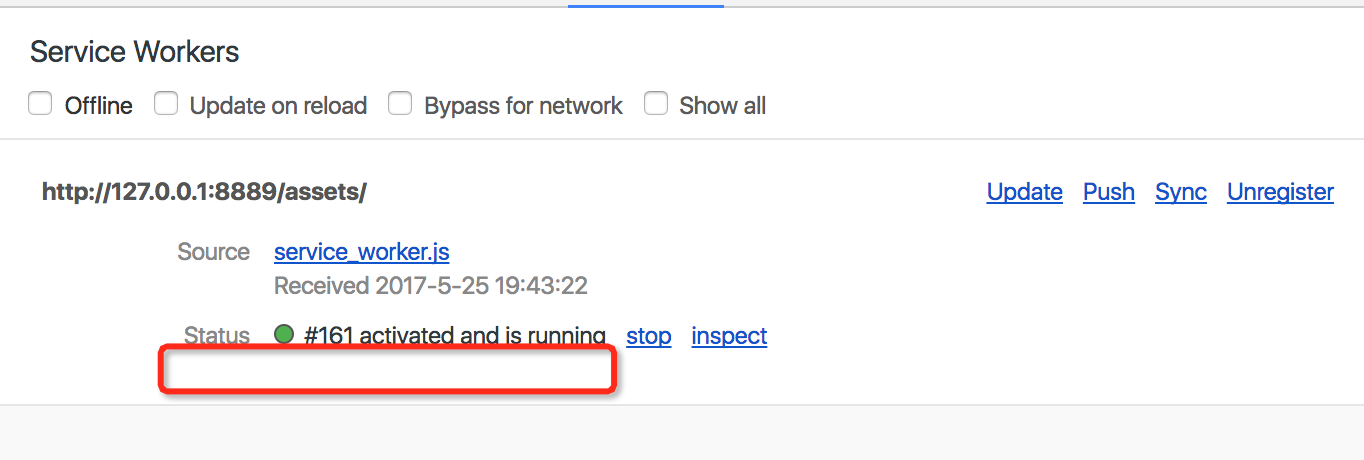 Service Workers
Offline Update on reload Bypass for network Show all
http://127.0.0.1:8889/assets/ Update Push Sync Unregister
Source service_worker.js
Received 2017-5-25 19:43:22
Status #161 activated and is running stop inspect